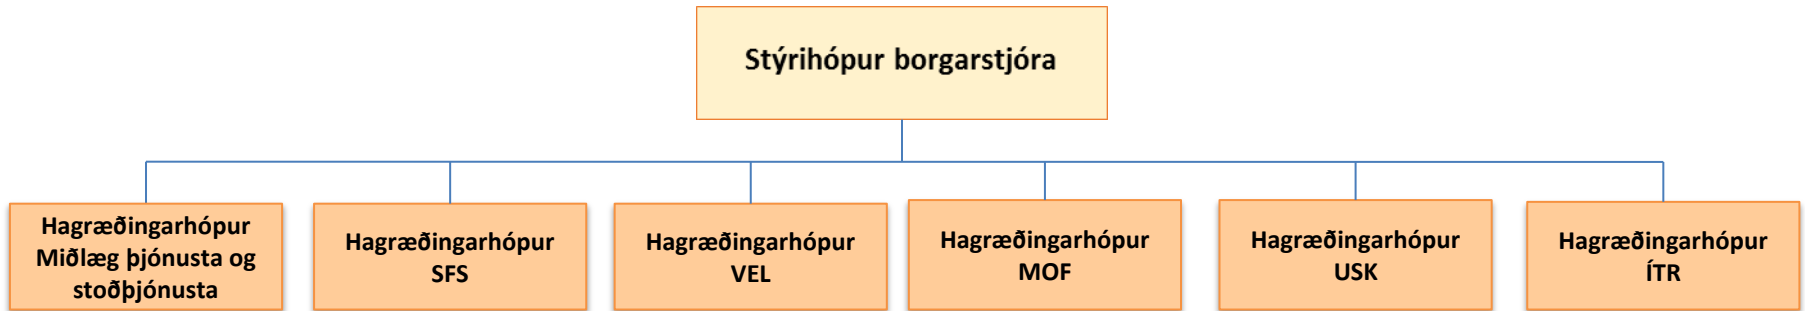 Stýrihópur borgarstjóra
Hagræðingarhópur
Miðlæg þjónusta og
stoðþjónusta
Hagræðingarhópur
SFS
Hagræðingarhópur
VEL
Hagræðingarhópur
MOF
Hagræðingarhópur
USK
Hagræðingarhópur
ÍTR